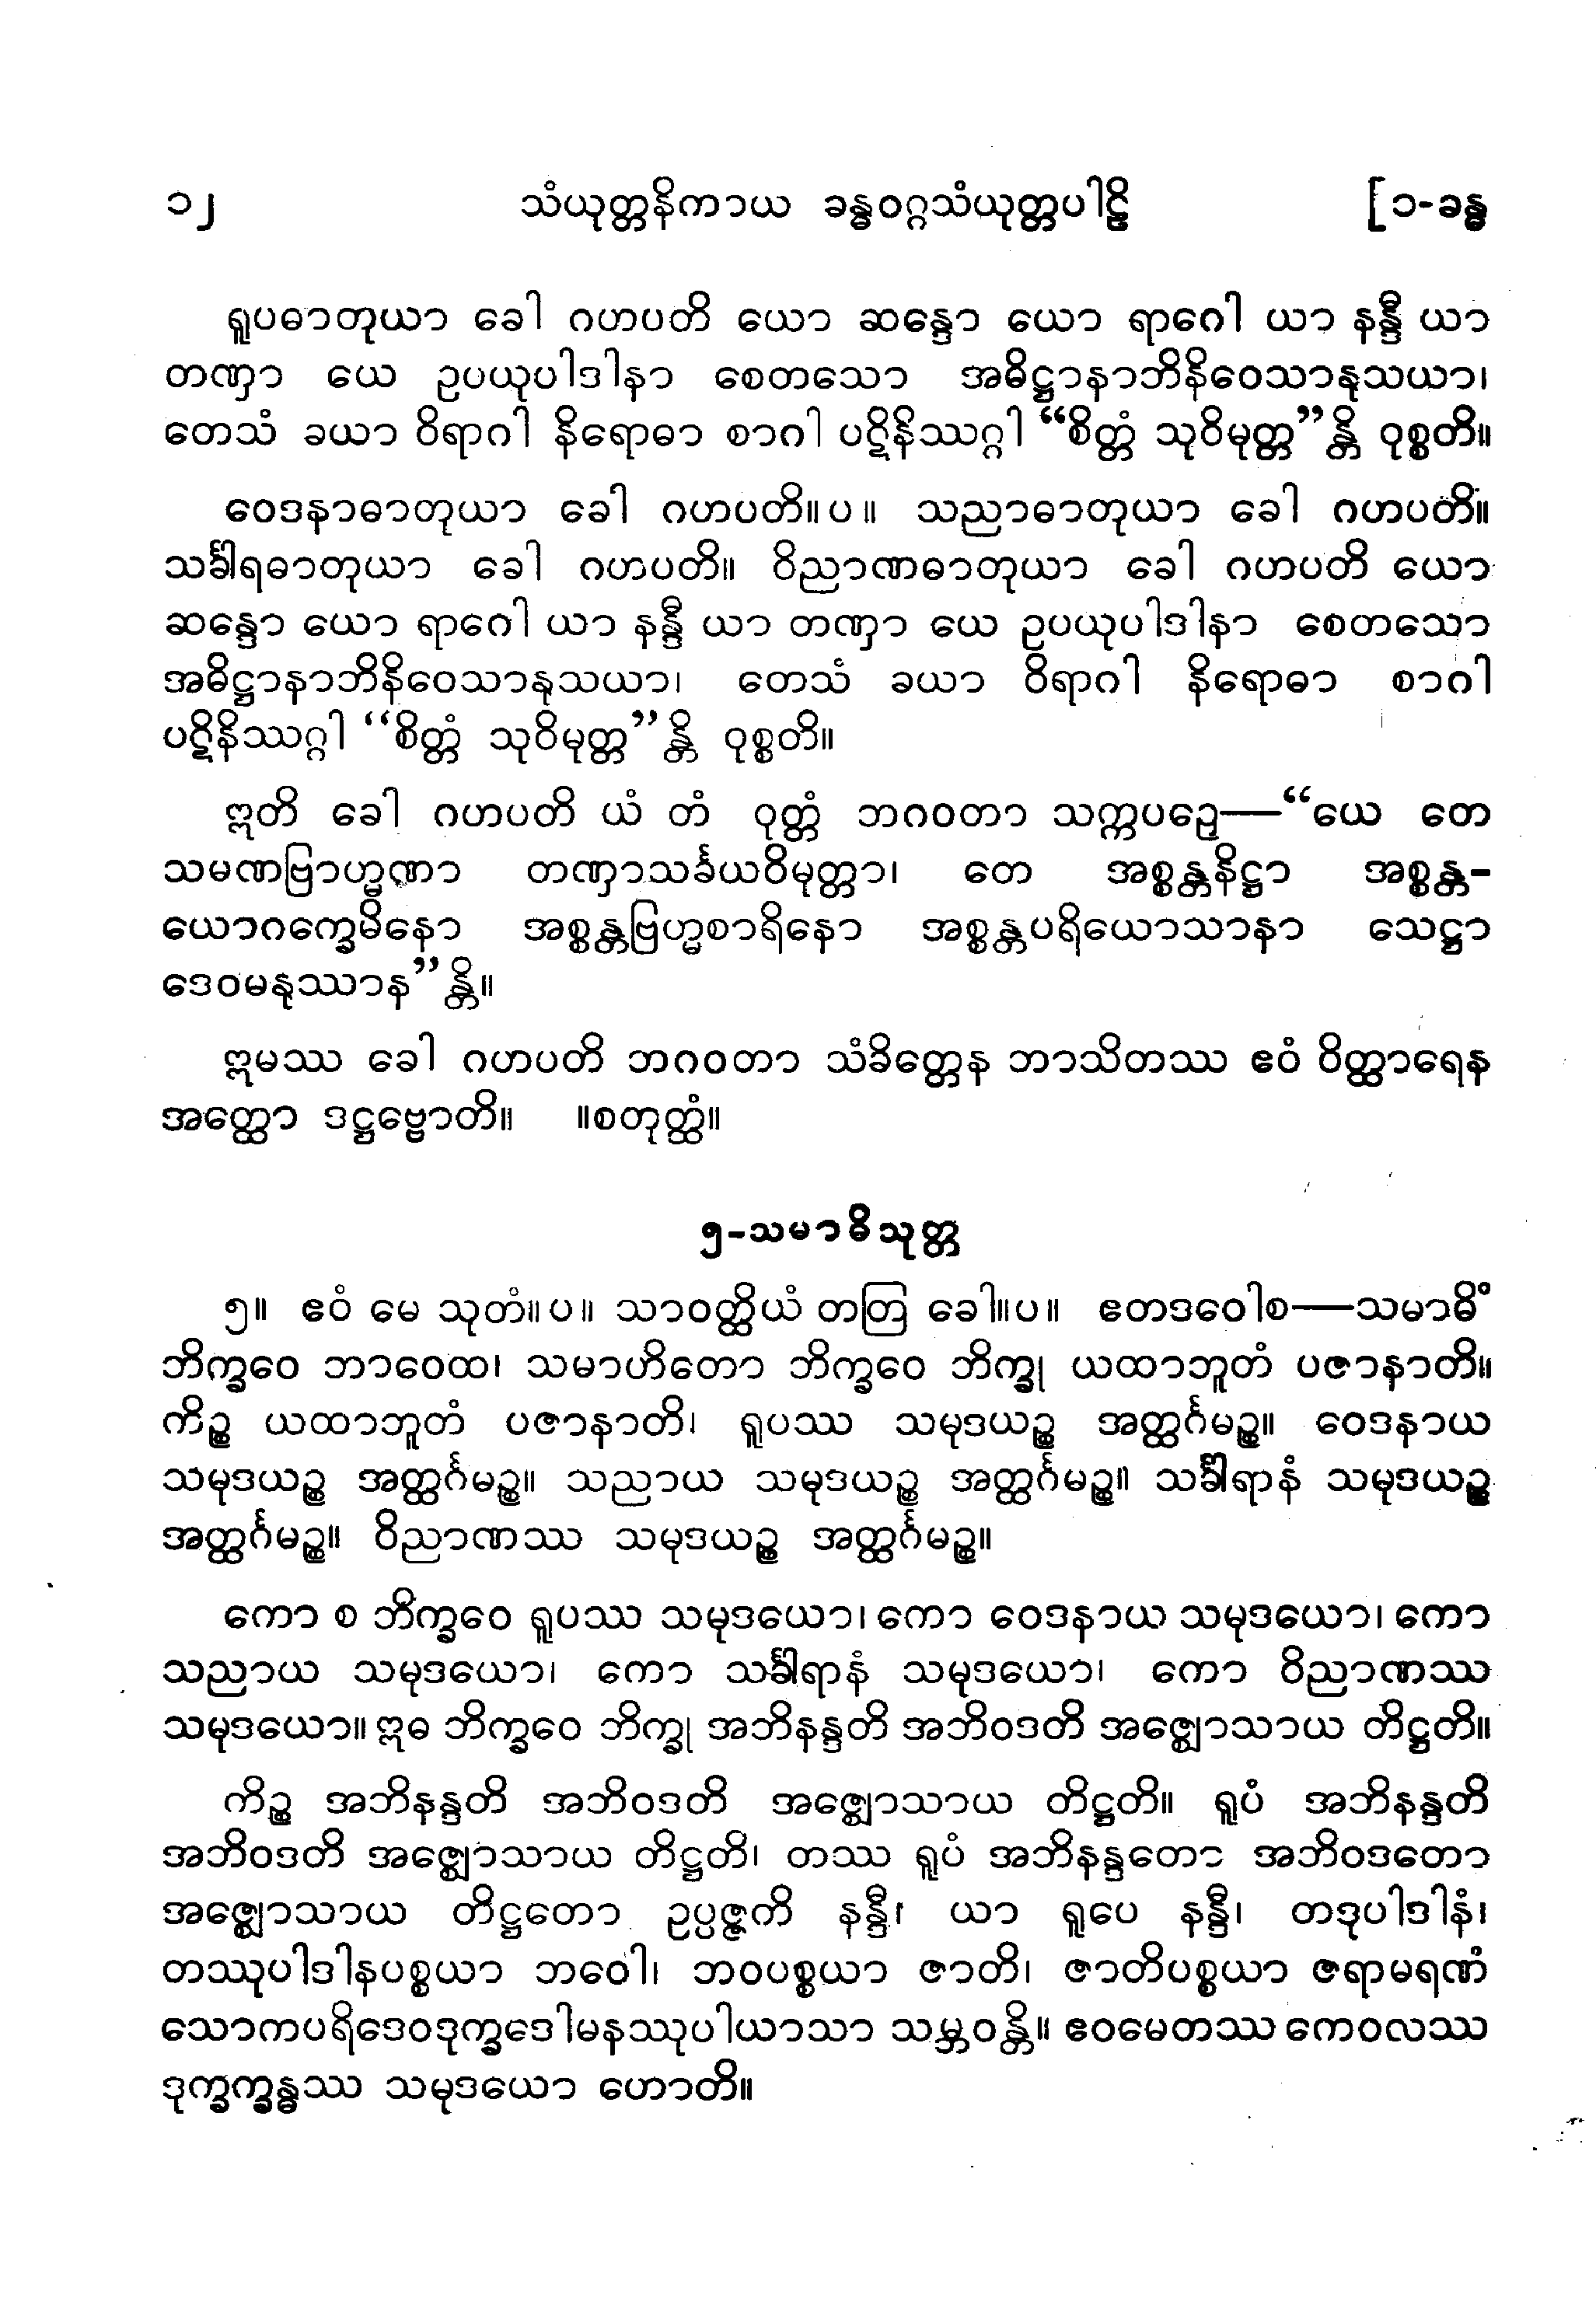 ၁၂ သံယုတ္တနိကာယ ခန္ဓဝဂ္ဂသံယုတ္တပါဠိ [၁-ခန္ဓ
ရူပဓာတုယာ ခေါ ဂဟပတိ ယော ဆန္ဒော ယော ရာဂေါ ယာ နန္ဒီ ယာ
တဏှာ ယေ ဥပယုပါဒါနာ စေတသော အဓိဋ္ဌာနာဘိနိဝေသာနုသယာ၊
တေသံ ခယာ ဝိရာဂါ နိရောဓာ စာဂါ ပဋိနိဿဂ္ဂါ “စိတ္တံ သုဝိမုတ္တ”န္တိ ဝုစ္စတိ။
ဝေဒနာဓာတုယာ ခေါ ဂဟပတိ။ပ။ သညာဓာတုယာ ခေါ ဂဟပတိ။
သင်္ခါရဓာတုယာ ခေါ ဂဟပတိ။ ဝိညာဏဓာတုယာ ခေါ ဂဟပတိ ယော
ဆန္ဒော ယော ရာဂေါ ယာ နန္ဒီ ယာ တဏှာ ယေ ဥပယုပါဒါနာ စေတသော
အဓိဋ္ဌာနာဘိနိဝေသာနုသယာ၊ တေသံ ခယာ ဝိရာဂါ နိရောဓာ စာဂါ
ပဋိနိဿဂ္ဂါ “စိတ္တံ သုဝိမုတ္တ”န္တိ ဝုစ္စတိ။
ဣတိ ခေါ ဂဟပတိ ယံ တံ ဝုတ္တံ ဘဂဝတာ သက္ကပဉှေ—“ယေ တေ
သမဏဗြာဟ္မဏာ တဏှာသင်္ခယဝိမုတ္တာ၊ တေ အစ္စန္တနိဋ္ဌာ အစ္စန္တ-
ယောဂက္ခေမိနော အစ္စန္တဗြဟ္မစာရိနော အစ္စန္တပရိယောသာနာ သေဋ္ဌာ
ဒေဝမနုဿာန”န္တိ။
ဣမဿ ခေါ ဂဟပတိ ဘဂဝတာ သံခိတ္တေန ဘာသိတဿ ဧဝံ ဝိတ္ထာရေန
အတ္ထော ဒဋ္ဌဗ္ဗောတိ။ ။စတုတ္ထံ။
၅-သမာဓိသုတ္တ
၅။ ဧဝံ မေ သုတံ။ပ။ သာဝတ္ထိယံ တတြ ခေါ။ပ။ ဧတဒဝေါစ—သမာဓိံ
ဘိက္ခဝေ ဘာဝေထ၊ သမာဟိတော ဘိက္ခဝေ ဘိက္ခု ယထာဘူတံ ပဇာနာတိ။
ကိဉ္စ ယထာဘူတံ ပဇာနာတိ၊ ရူပဿ သမုဒယဉ္စ အတ္ထင်္ဂမဉ္စ။ ဝေဒနာယ
သမုဒယဉ္စ အတ္ထင်္ဂမဉ္စ။ သညာယ သမုဒယဉ္စ အတ္ထင်္ဂမဉ္စ။ သင်္ခါရာနံ သမုဒယဉ္စ
အတ္ထင်္ဂမဉ္စ။ ဝိညာဏဿ သမုဒယဉ္စ အတ္ထင်္ဂမဉ္စ။
ကော စ ဘိက္ခဝေ ရူပဿ သမုဒယော၊ ကော ဝေဒနာယ သမုဒယော၊ ကော
သညာယ သမုဒယော၊ ကော သင်္ခါရာနံ သမုဒယော၊ ကော ဝိညာဏဿ
သမုဒယော။ ဣဓ ဘိက္ခဝေ ဘိက္ခု အဘိနန္ဒတိ အဘိဝဒတိ အဇ္ဈောသာယ တိဋ္ဌတိ။
ကိဉ္စ အဘိနန္ဒတိ အဘိဝဒတိ အဇ္ဈောသာယ တိဋ္ဌတိ။ ရူပံ အဘိနန္ဒတိ
အဘိဝဒတိ အဇ္ဈောသာယ တိဋ္ဌတိ၊ တဿ ရူပံ အဘိနန္ဒတော အဘိဝဒတော
အဇ္ဈောသာယ တိဋ္ဌတော ဥပ္ပဇ္ဇကိ နန္ဒီ၊ ယာ ရူပေ နန္ဒီ၊ တဒုပါဒါနံ၊
တဿုပါဒါနပစ္စယာ ဘဝေါ၊ ဘဝပစ္စယာ ဇာတိ၊ ဇာတိပစ္စယာ ဇရာမရဏံ
သောကပရိဒေဝဒုက္ခဒေါမနဿုပါယာသာ သမ္ဘဝန္တိ။ ဧဝမေတဿ ကေဝလဿ
ဒုက္ခက္ခန္ဓဿ သမုဒယော ဟောတိ။